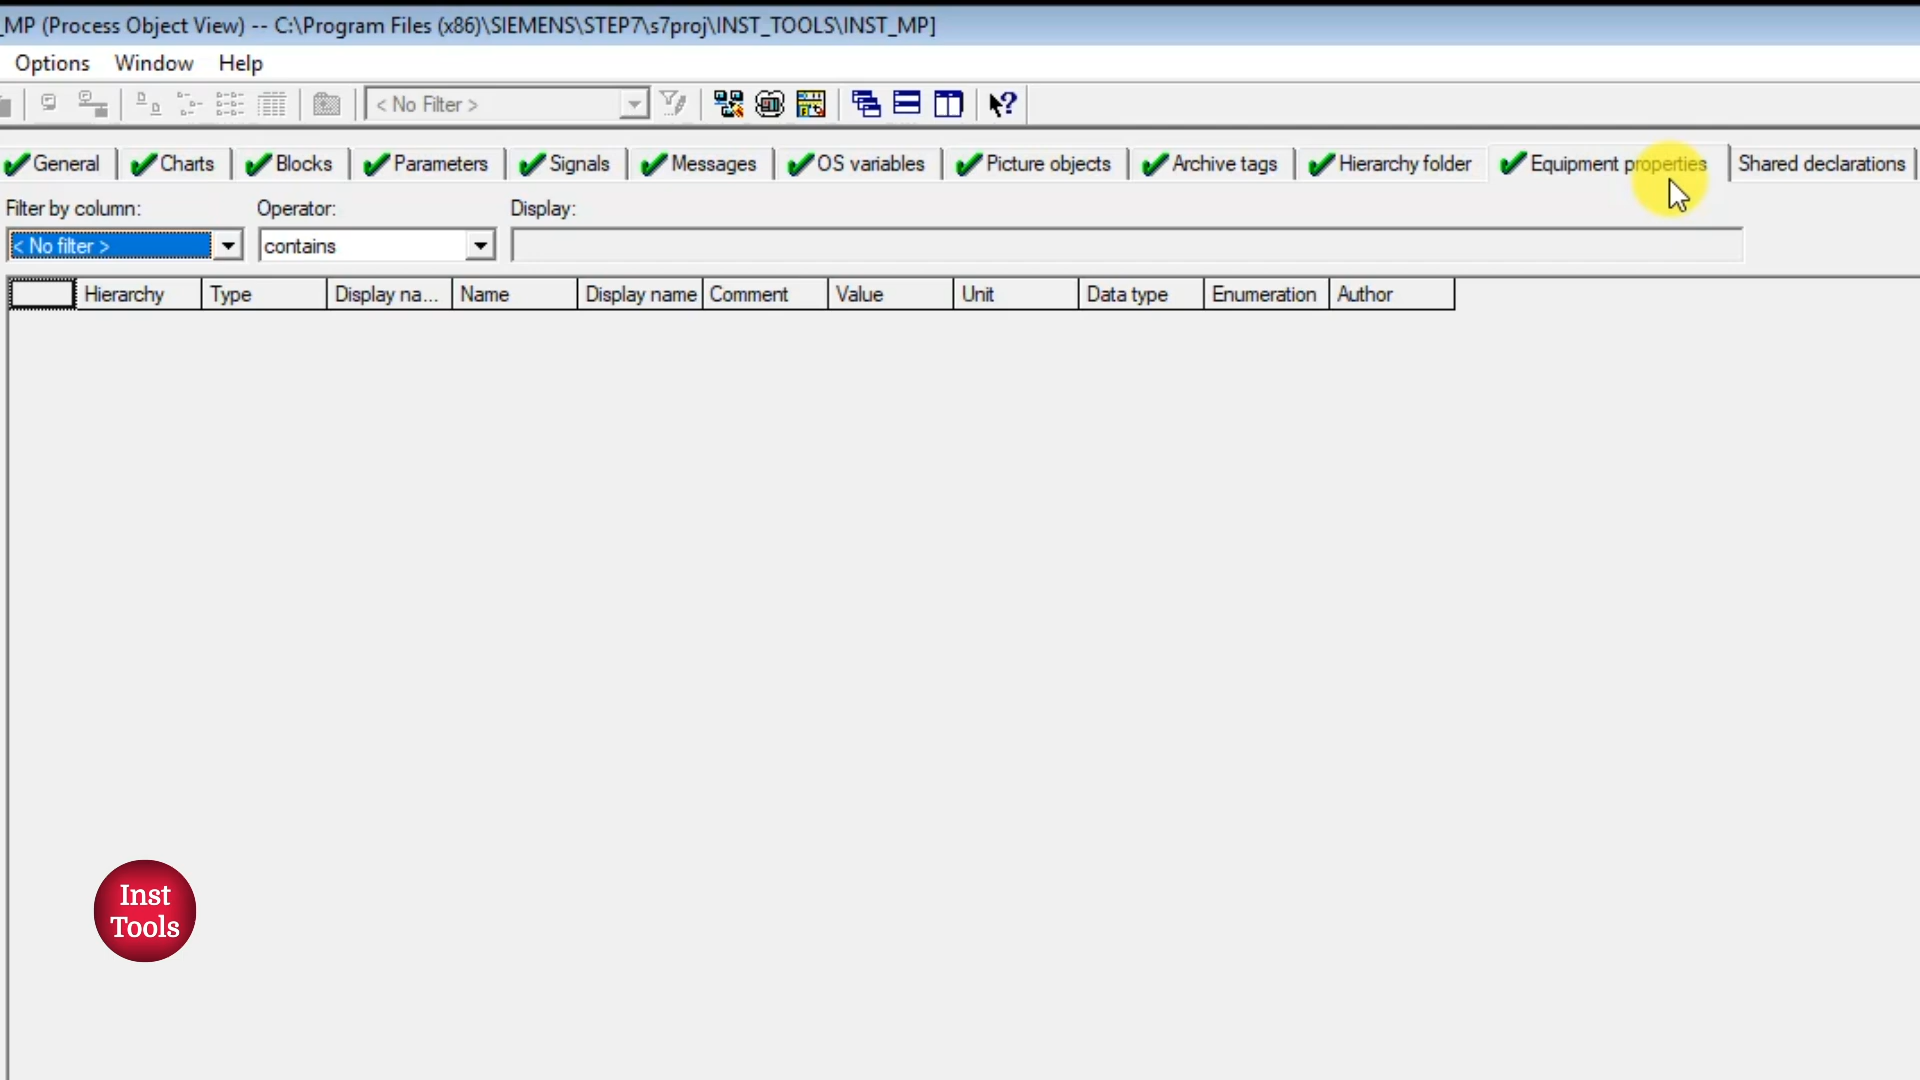 _MP (Process Object View) -- C:\Program Files (x86)\SIEMENS\STEP7\s7proj\INST_TOOLS\INST_MP]
Options Window Help
< No Filter >
General Charts Blocks Parameters Signals Messages OS variables Picture objects Archive tags Hierarchy folder Equipment properties Shared declarations
Filter by column: Operator: Display:
< No filter > contains
Hierarchy Type Display na... Name Display name Comment Value Unit Data type Enumeration Author
Inst
Tools